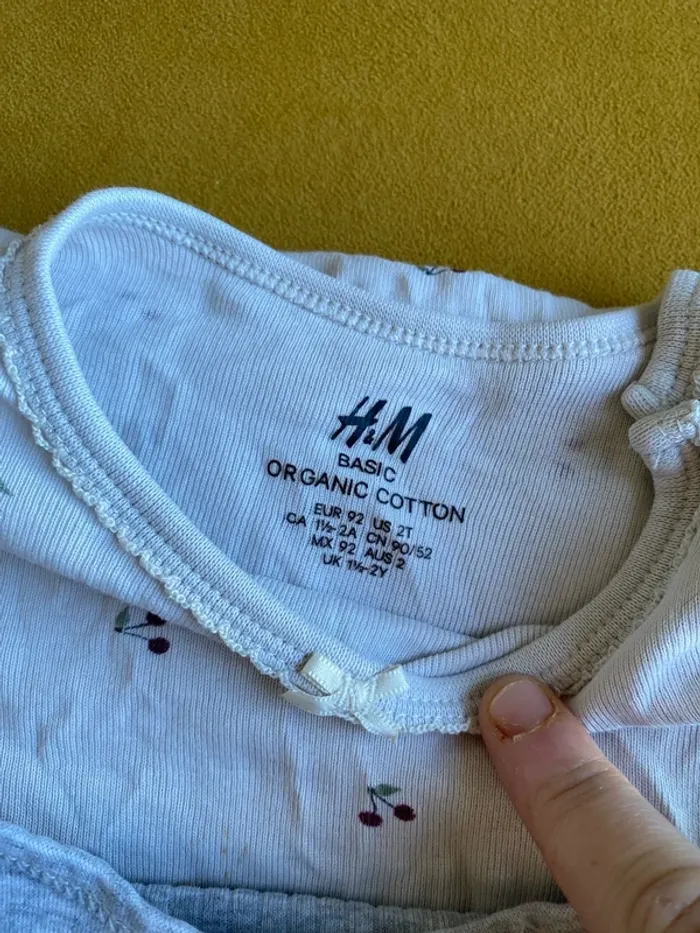 H&M
BASIC
ORGANIC COTTON
EUR 92 US 2T
CA 1½-2A CN 90/52
MX 92 AUS 2
UK 1½-2Y